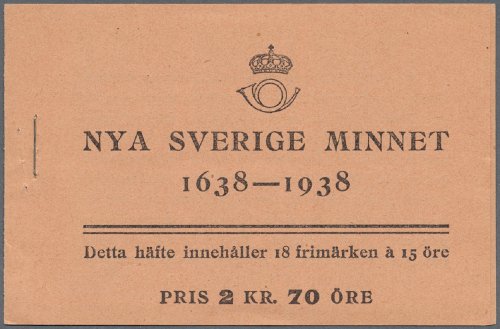 NYA SVERIGE MINNET
1638—1938
Detta häfte innehåller 18 frimärken à 15 öre
PRIS 2 KR. 70 ÖRE